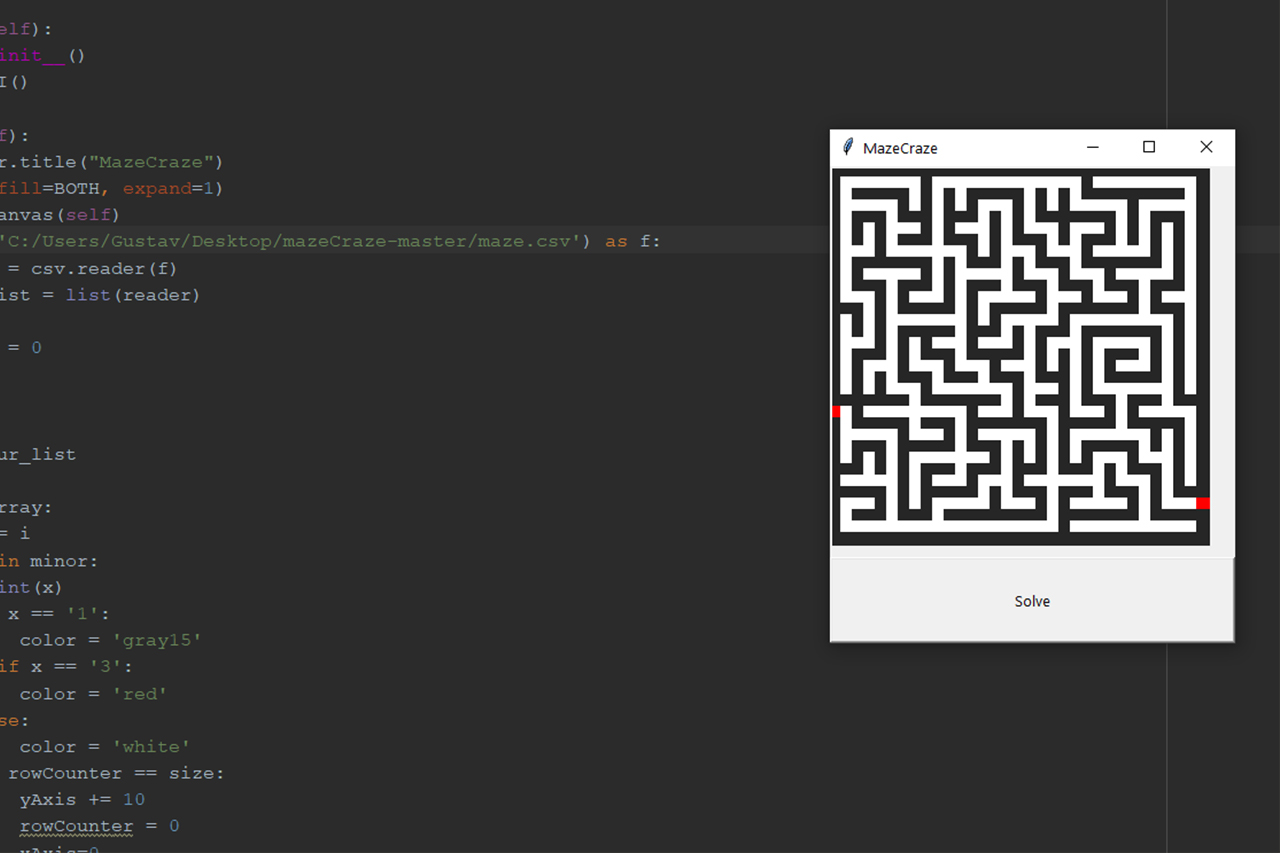 elf):
init__()
I()
f):
r.title("MazeCraze")
fill=BOTH, expand=1)
anvas(self)
'C:/Users/Gustav/Desktop/mazeCraze-master/maze.csv') as f:
= csv.reader(f)
ist = list(reader)
= 0
ur_list
rray:
= i
in minor:
int(x)
x == '1':
color = 'gray15'
if x == '3':
color = 'red'
se:
color = 'white'
rowCounter == size:
yAxis += 10
rowCounter = 0
xAxis=0
MazeCraze
Solve